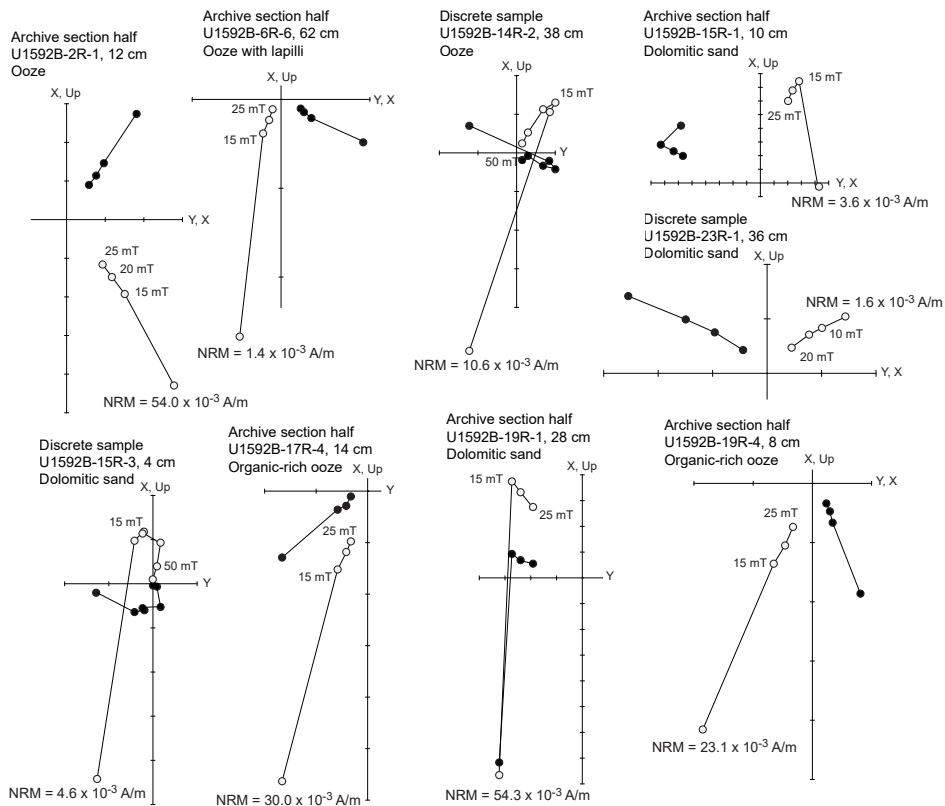 Archive section half
U1592B-2R-1, 12 cm
Ooze
X, Up
Y, X
25 mT
20 mT
15 mT
NRM = 54.0 x 10⁻³ A/m
Archive section half
U1592B-6R-6, 62 cm
Ooze with lapilli
X, Up
Y, X
25 mT
15 mT
NRM = 1.4 x 10⁻³ A/m
Discrete sample
U1592B-14R-2, 38 cm
Ooze
X, Up
15 mT
Y
50 mT
NRM = 10.6 x 10⁻³ A/m
Archive section half
U1592B-15R-1, 10 cm
Dolomitic sand
X, Up
15 mT
25 mT
Y, X
NRM = 3.6 x 10⁻³ A/m
Discrete sample
U1592B-23R-1, 36 cm
Dolomitic sand
X, Up
NRM = 1.6 x 10⁻³ A/m
10 mT
20 mT
Y, X
Discrete sample
U1592B-15R-3, 4 cm
Dolomitic sand
X, Up
15 mT
50 mT
Y
NRM = 4.6 x 10⁻³ A/m
Archive section half
U1592B-17R-4, 14 cm
Organic-rich ooze
X, Up
Y
25 mT
15 mT
NRM = 30.0 x 10⁻³ A/m
Archive section half
U1592B-19R-1, 28 cm
Dolomitic sand
X, Up
15 mT
25 mT
Y
NRM = 54.3 x 10⁻³ A/m
Archive section half
U1592B-19R-4, 8 cm
Organic-rich ooze
X, Up
Y
25 mT
15 mT
NRM = 23.1 x 10⁻³ A/m